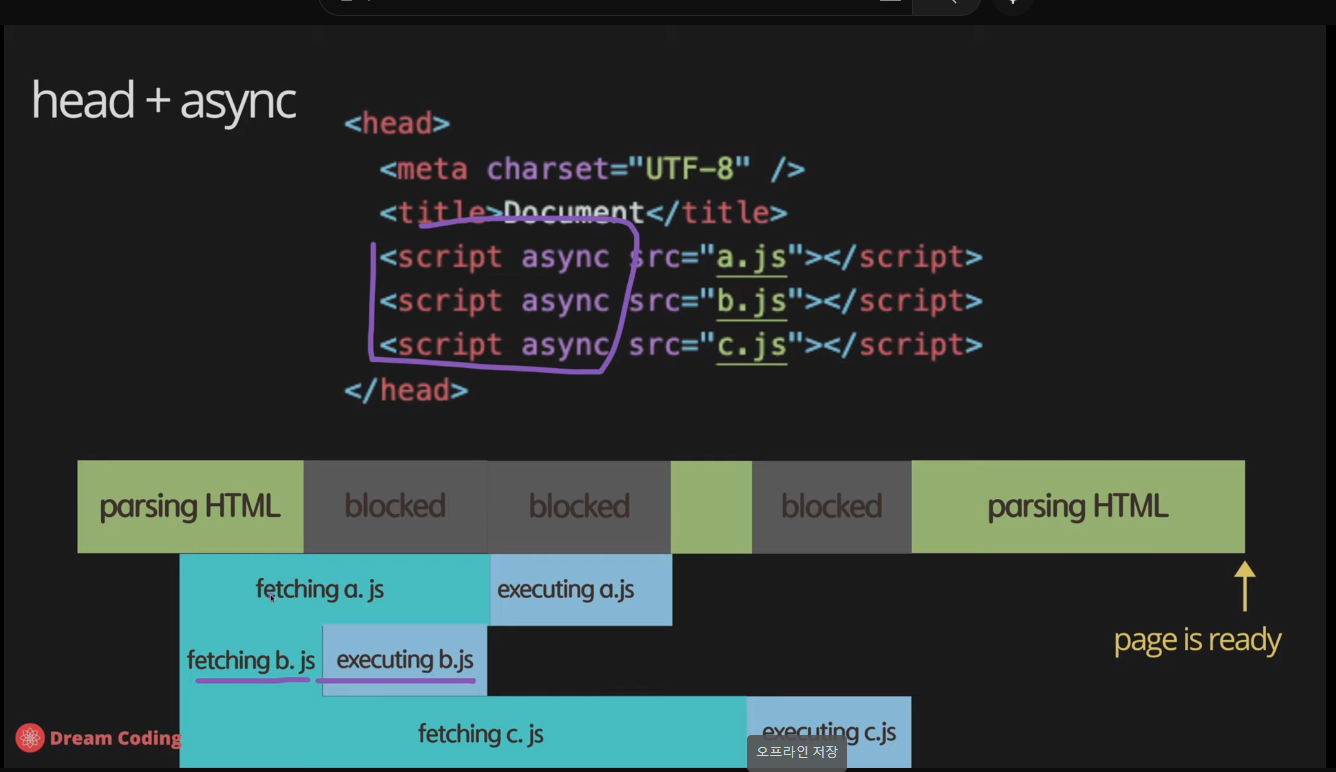 head + async
<head>
<meta charset="UTF-8" />
<title>Document</title>
<script async src="a.js"></script>
<script async src="b.js"></script>
<script async src="c.js"></script>
</head>
parsing HTML blocked blocked blocked parsing HTML
fetching a. js executing a.js
page is ready
fetching b. js executing b.js
fetching c. js executing c.js
Dream Coding
오프라인 저장